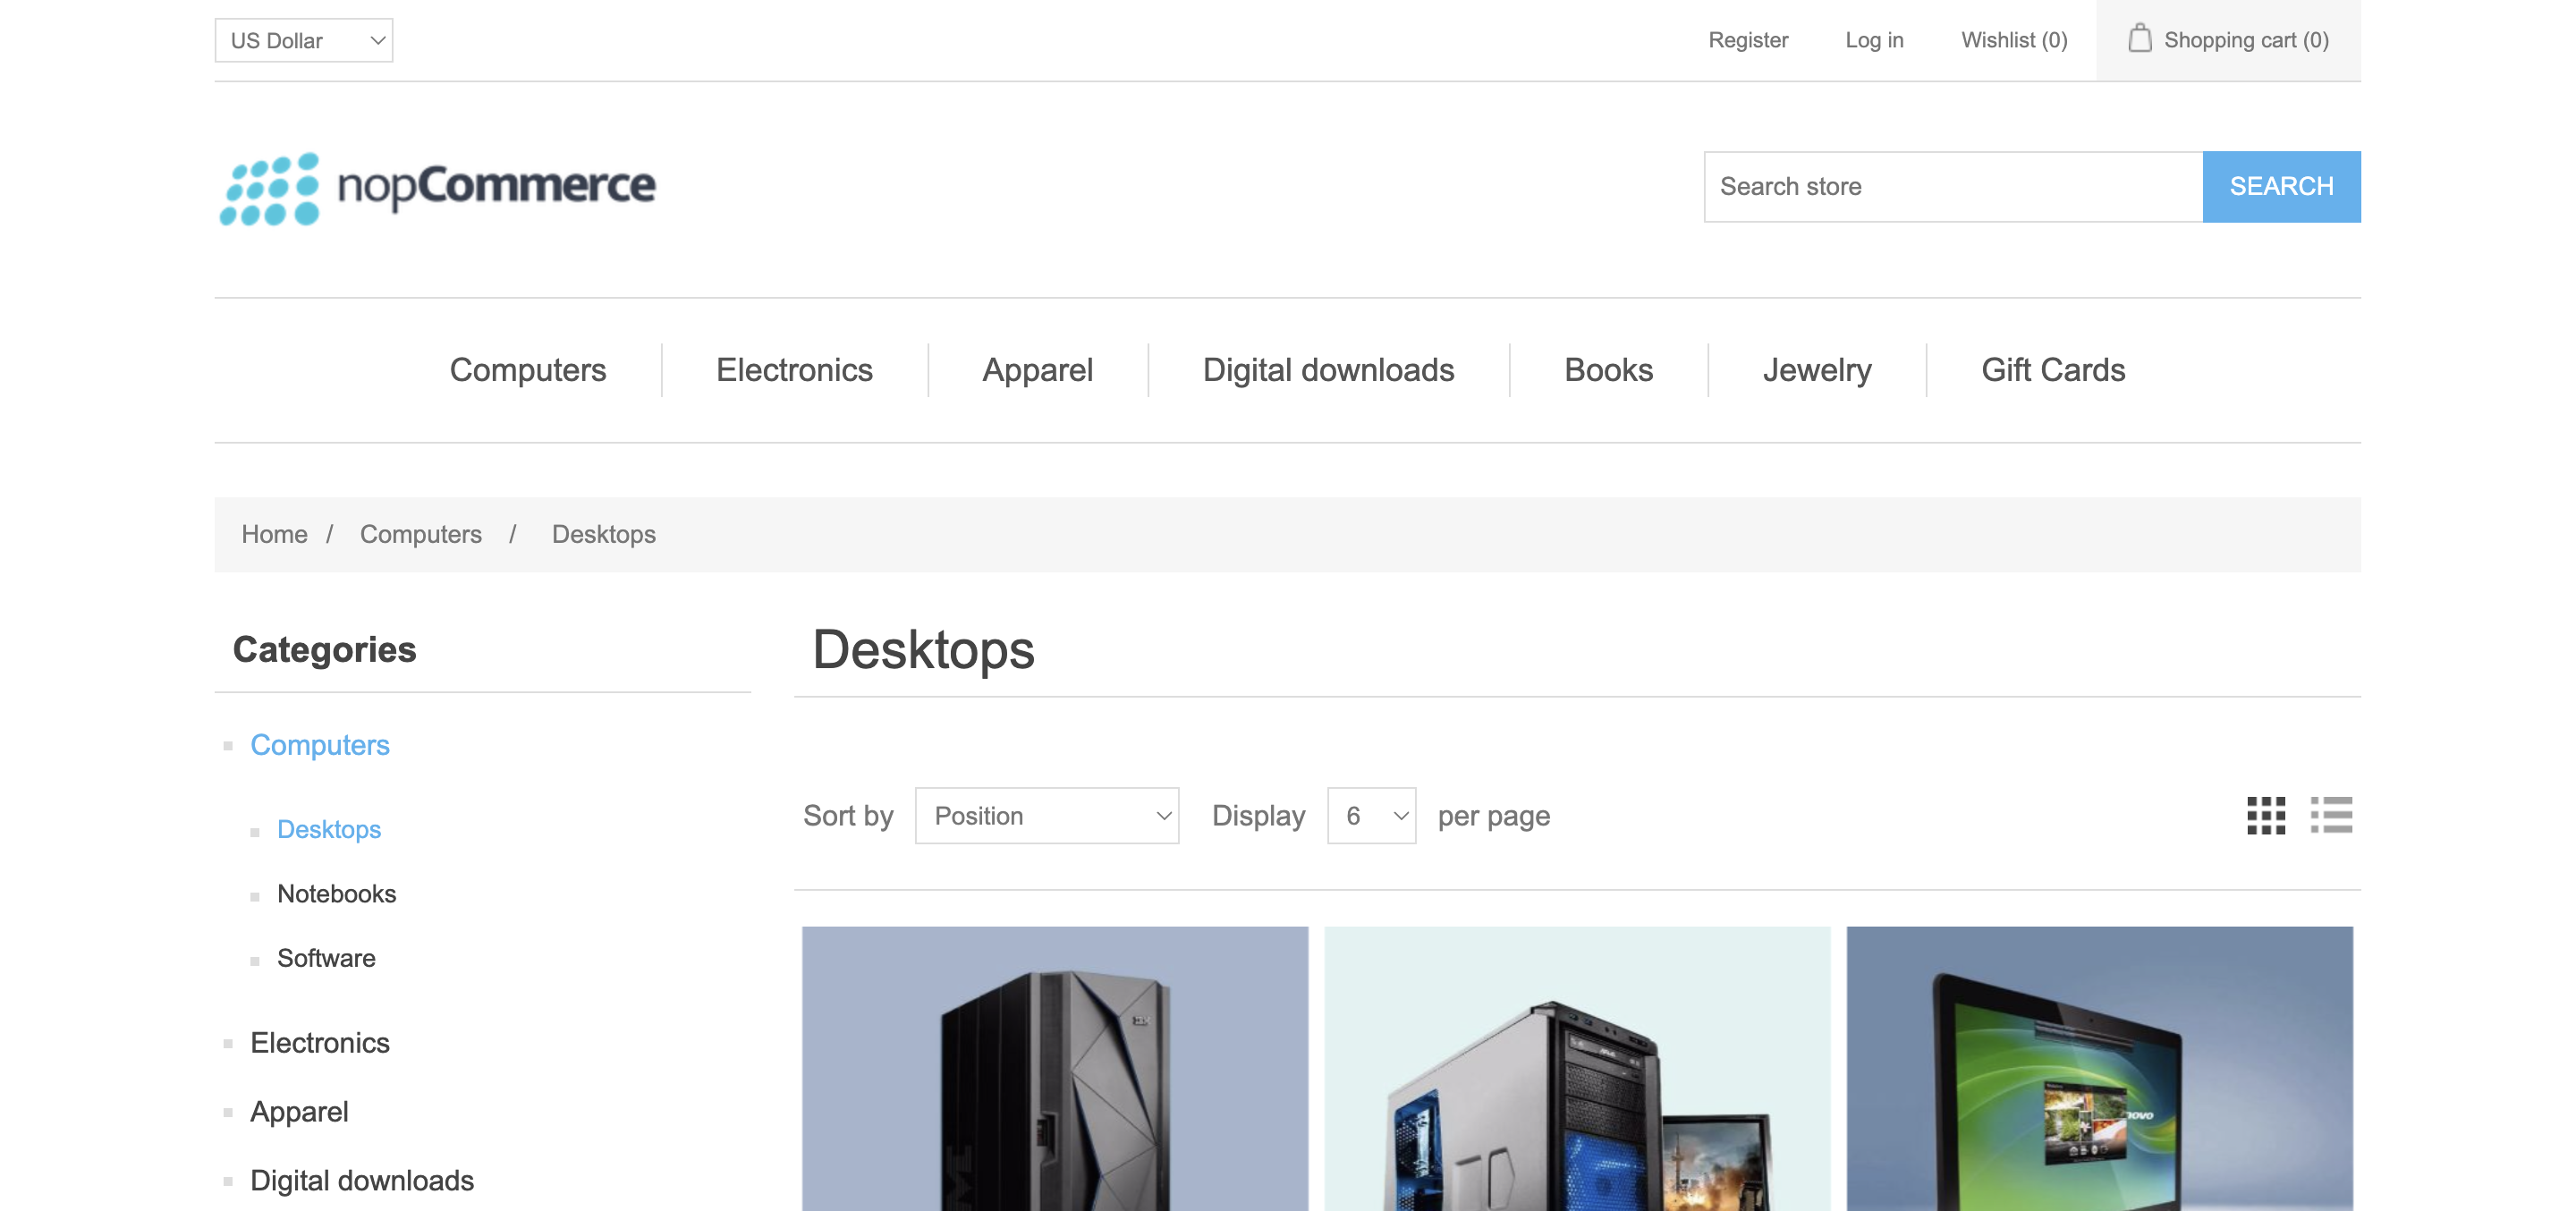 US Dollar
Register Log in Wishlist (0) Shopping cart (0)
nopCommerce
Search store SEARCH
Computers Electronics Apparel Digital downloads Books Jewelry Gift Cards
Home / Computers / Desktops
Categories
Computers
Desktops
Notebooks
Software
Electronics
Apparel
Digital downloads
Desktops
Sort by Position Display 6 per page
IBM
novo